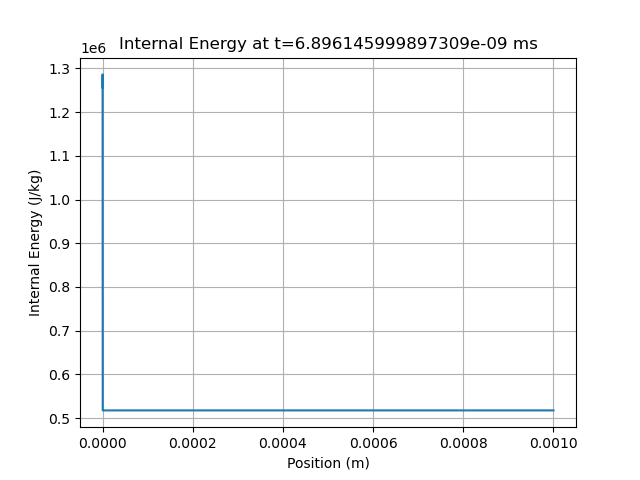 Internal Energy at t=6.896145999897309e-09 ms
1e6
1.3
1.2
1.1
1.0
0.9
0.8
0.7
0.6
0.5
Internal Energy (J/kg)
0.0000 0.0002 0.0004 0.0006 0.0008 0.0010
Position (m)